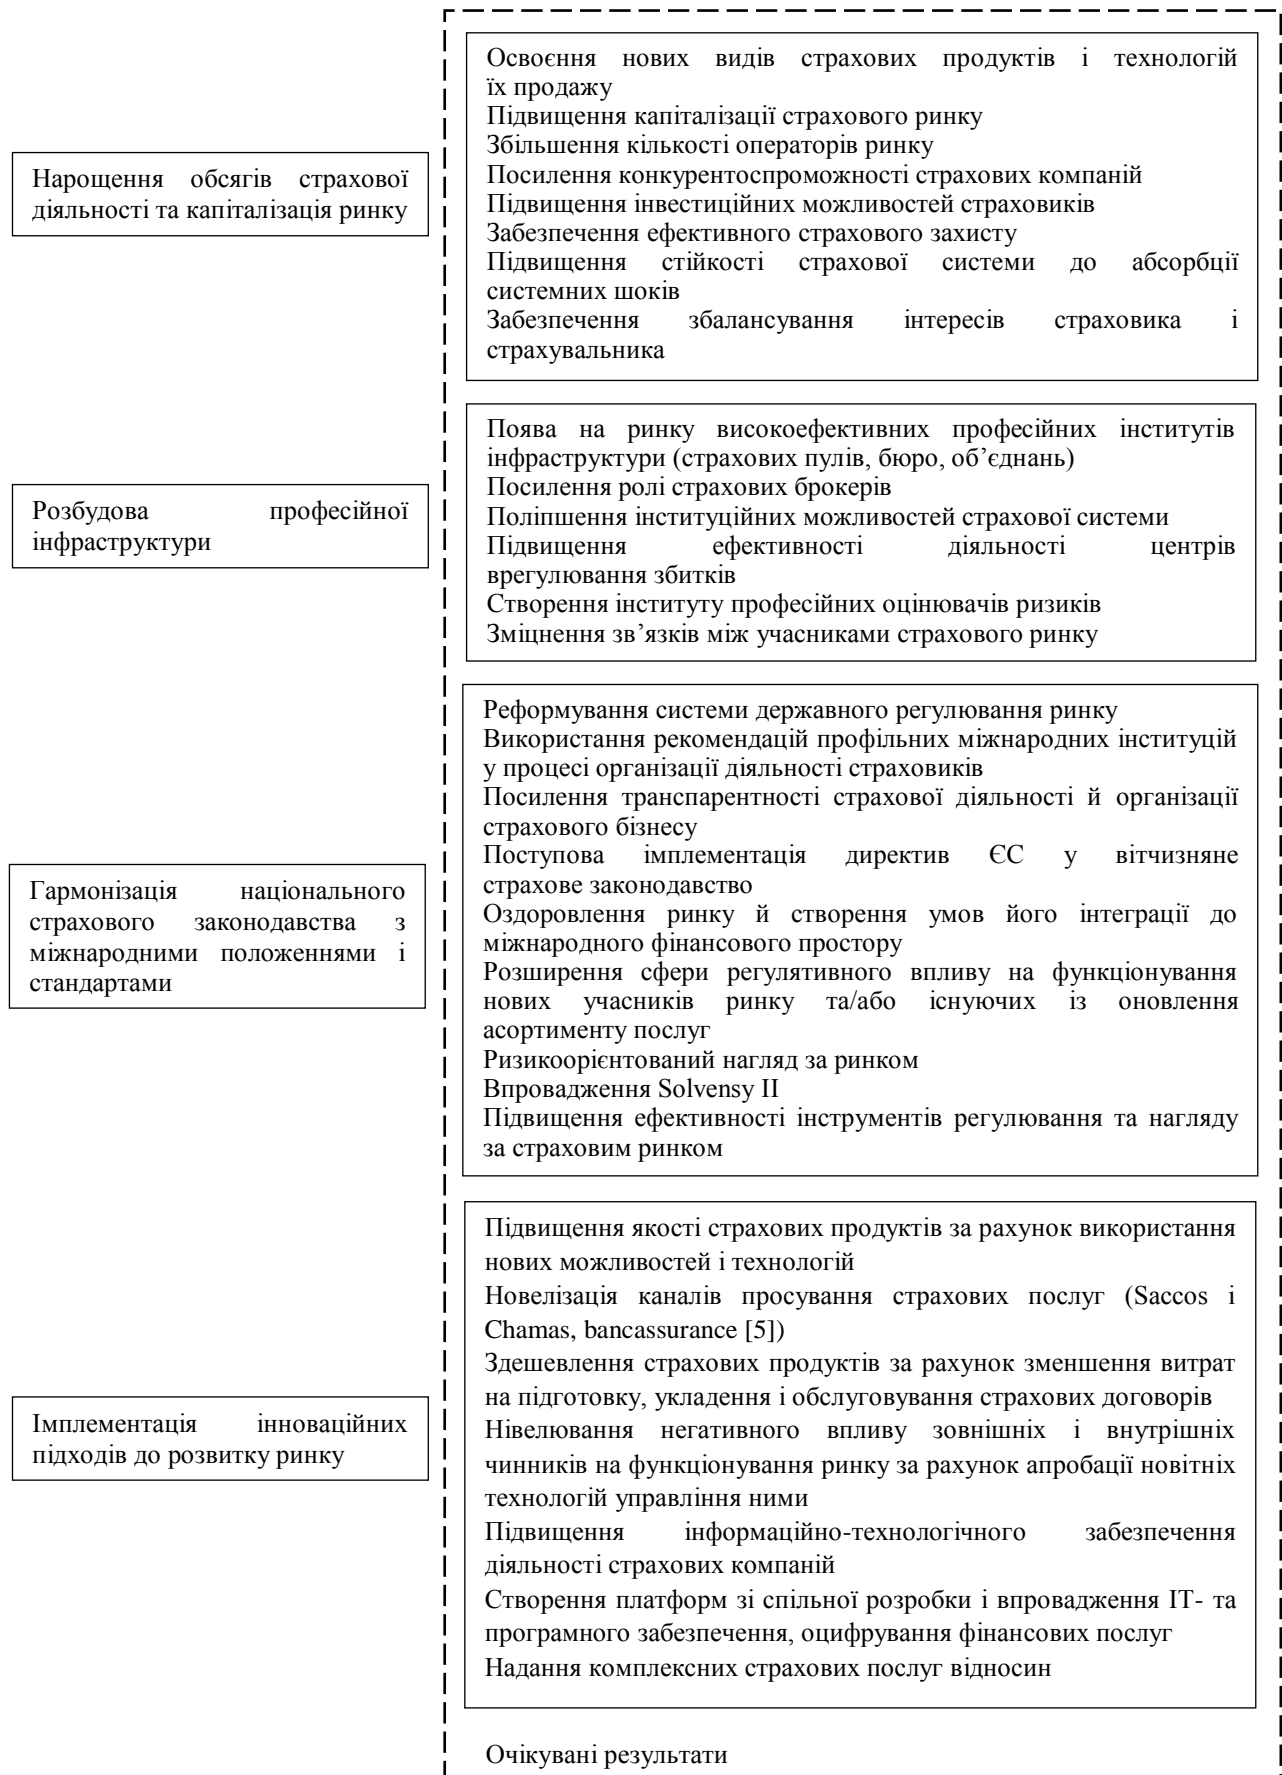 Нарощення обсягів страхової
діяльності та капіталізація ринку
Освоєння нових видів страхових продуктів і технологій
їх продажу
Підвищення капіталізації страхового ринку
Збільшення кількості операторів ринку
Посилення конкурентоспроможності страхових компаній
Підвищення інвестиційних можливостей страховиків
Забезпечення ефективного страхового захисту
Підвищення стійкості страхової системи до абсорбції
системних шоків
Забезпечення збалансування інтересів страховика і
страхувальника
Розбудова професійної
інфраструктури
Поява на ринку високоефективних професійних інститутів
інфраструктури (страхових пулів, бюро, об’єднань)
Посилення ролі страхових брокерів
Поліпшення інституційних можливостей страхової системи
Підвищення ефективності діяльності центрів
врегулювання збитків
Створення інституту професійних оцінювачів ризиків
Зміцнення зв’язків між учасниками страхового ринку
Гармонізація національного
страхового законодавства з
міжнародними положеннями і
стандартами
Реформування системи державного регулювання ринку
Використання рекомендацій профільних міжнародних інституцій
у процесі організації діяльності страховиків
Посилення транспарентності страхової діяльності й організації
страхового бізнесу
Поступова імплементація директив ЄС у вітчизняне
страхове законодавство
Оздоровлення ринку й створення умов його інтеграції до
міжнародного фінансового простору
Розширення сфери регулятивного впливу на функціонування
нових учасників ринку та/або існуючих із оновлення
асортименту послуг
Ризикоорієнтований нагляд за ринком
Впровадження Solvensy II
Підвищення ефективності інструментів регулювання та нагляду
за страховим ринком
Імплементація інноваційних
підходів до розвитку ринку
Підвищення якості страхових продуктів за рахунок використання
нових можливостей і технологій
Новелізація каналів просування страхових послуг (Saccos і
Chamas, bancassurance [5])
Здешевлення страхових продуктів за рахунок зменшення витрат
на підготовку, укладення і обслуговування страхових договорів
Нівелювання негативного впливу зовнішніх і внутрішніх
чинників на функціонування ринку за рахунок апробації новітніх
технологій управління ними
Підвищення інформаційно-технологічного забезпечення
діяльності страхових компаній
Створення платформ зі спільної розробки і впровадження ІТ- та
програмного забезпечення, оцифрування фінансових послуг
Надання комплексних страхових послуг відносин
Очікувані результати